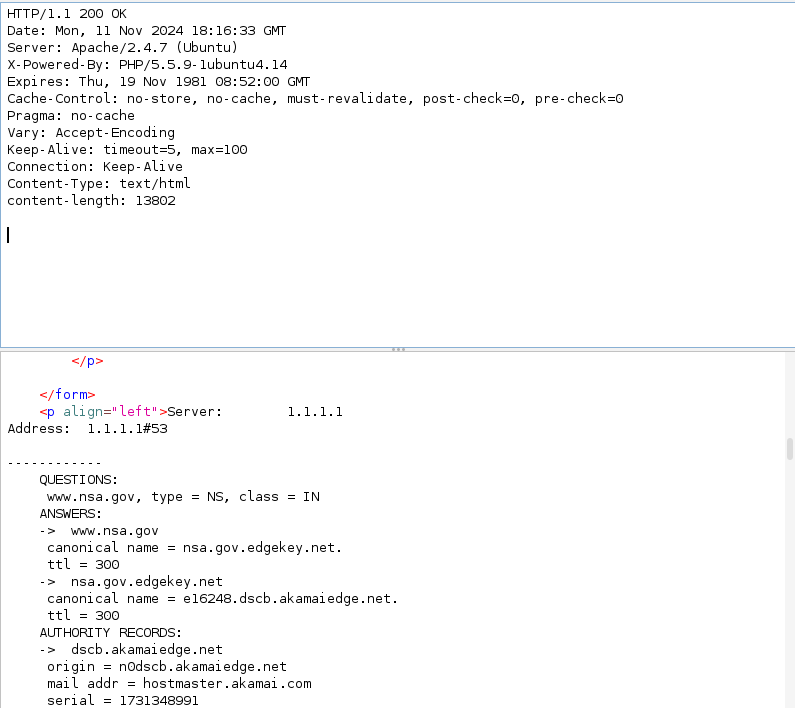 HTTP/1.1 200 OK
Date: Mon, 11 Nov 2024 18:16:33 GMT
Server: Apache/2.4.7 (Ubuntu)
X-Powered-By: PHP/5.5.9-1ubuntu4.14
Expires: Thu, 19 Nov 1981 08:52:00 GMT
Cache-Control: no-store, no-cache, must-revalidate, post-check=0, pre-check=0
Pragma: no-cache
Vary: Accept-Encoding
Keep-Alive: timeout=5, max=100
Connection: Keep-Alive
Content-Type: text/html
content-length: 13802
</p>
</form>
<p align="left">Server:        1.1.1.1
Address:  1.1.1.1#53
------------
QUESTIONS:
www.nsa.gov, type = NS, class = IN
ANSWERS:
->  www.nsa.gov
canonical name = nsa.gov.edgekey.net.
ttl = 300
->  nsa.gov.edgekey.net
canonical name = e16248.dscb.akamaiedge.net.
ttl = 300
AUTHORITY RECORDS:
->  dscb.akamaiedge.net
origin = n0dscb.akamaiedge.net
mail addr = hostmaster.akamai.com
serial = 1731348991